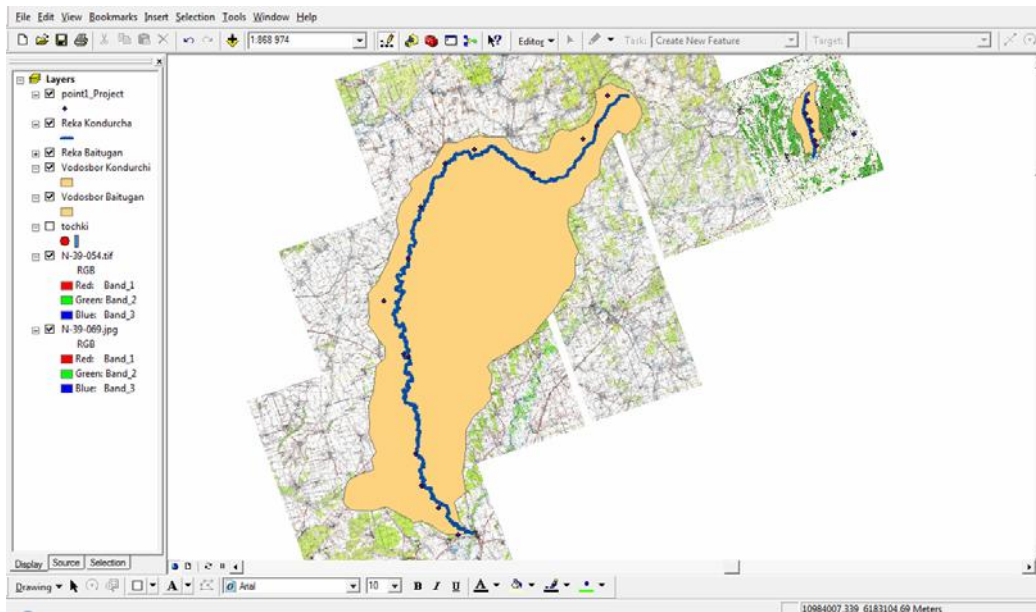 File Edit View Bookmarks Insert Selection Tools Window Help
1:868 974 Editor Task: Create New Feature Target:
Layers
point1_Project
Reka Kondurcha
Reka Baitugan
Vodosbor Kondurchi
Vodosbor Baitugan
tochki
N-39-054.tif
RGB
Red: Band_1
Green: Band_2
Blue: Band_3
N-39-069.jpg
RGB
Red: Band_1
Green: Band_2
Blue: Band_3
Display Source Selection
Drawing A Arial 10 B I U A
10984007.339 6183104.69 Meters